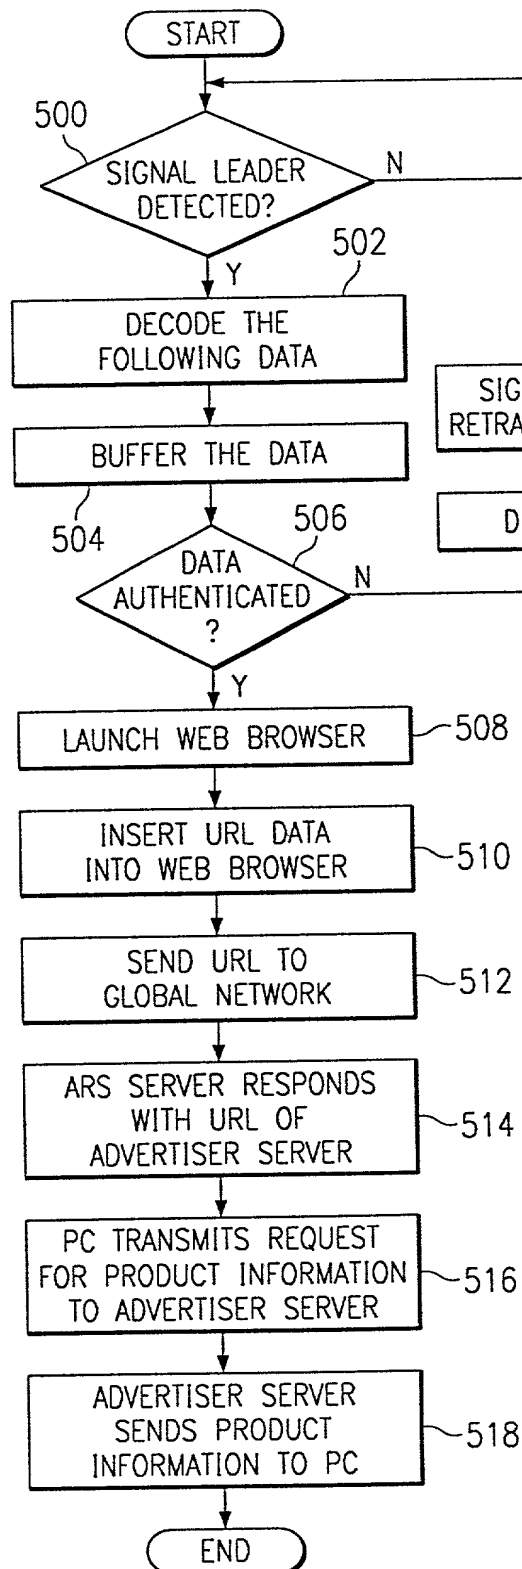 START
500
SIGNAL LEADER
DETECTED?
N
Y
502
DECODE THE
FOLLOWING DATA
SIG
RETRA
BUFFER THE DATA
504
D
506
DATA
AUTHENTICATED
?
N
Y
LAUNCH WEB BROWSER
508
INSERT URL DATA
INTO WEB BROWSER
510
SEND URL TO
GLOBAL NETWORK
512
ARS SERVER RESPONDS
WITH URL OF
ADVERTISER SERVER
514
PC TRANSMITS REQUEST
FOR PRODUCT INFORMATION
TO ADVERTISER SERVER
516
ADVERTISER SERVER
SENDS PRODUCT
INFORMATION TO PC
518
END